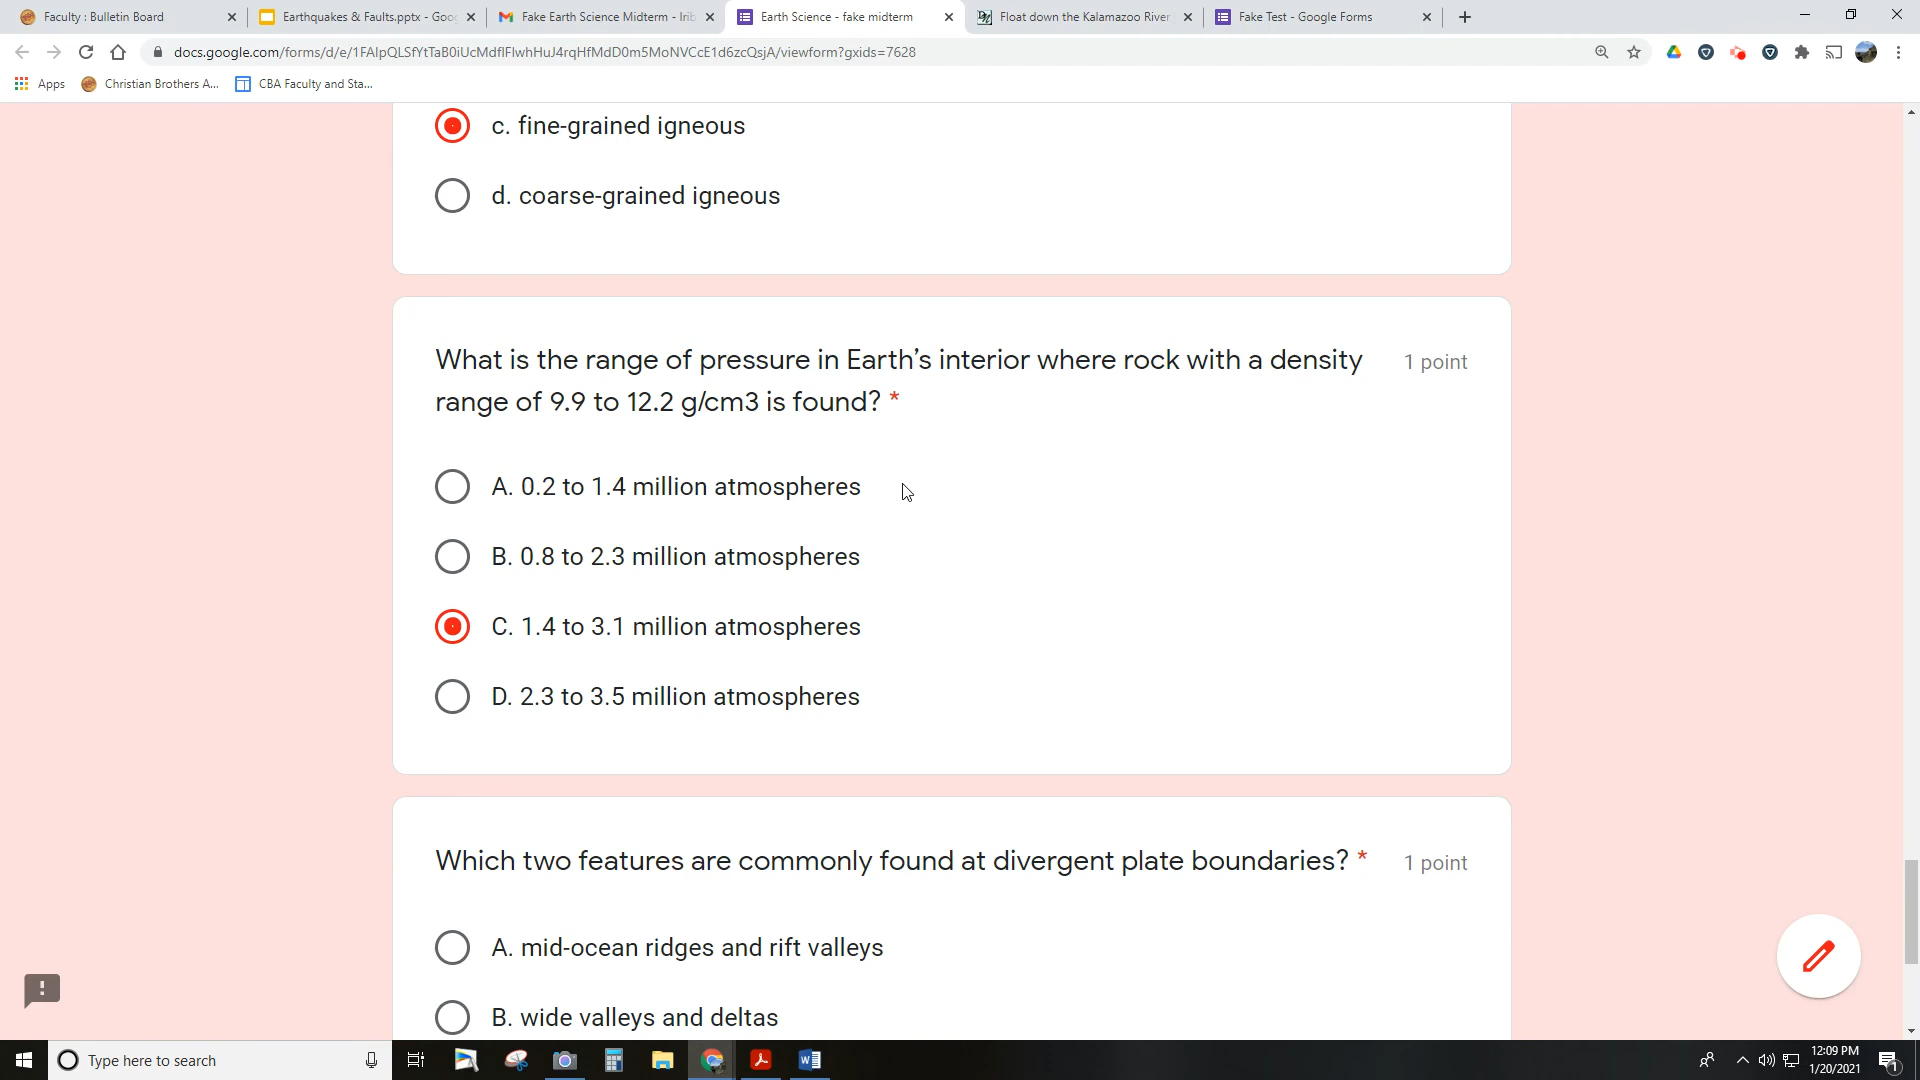 Faculty : Bulletin Board
Earthquakes & Faults.pptx - Goo
Fake Earth Science Midterm - Irib
Earth Science - fake midterm
Float down the Kalamazoo River
Fake Test - Google Forms
docs.google.com/forms/d/e/
/viewform?gxids=7628
Apps
Christian Brothers A...
CBA Faculty and Sta...
c. fine-grained igneous
d. coarse-grained igneous
What is the range of pressure in Earth’s interior where rock with a density
1 point
range of 9.9 to 12.2 g/cm3 is found? *
A. 0.2 to 1.4 million atmospheres
B. 0.8 to 2.3 million atmospheres
C. 1.4 to 3.1 million atmospheres
D. 2.3 to 3.5 million atmospheres
Which two features are commonly found at divergent plate boundaries? *
1 point
A. mid-ocean ridges and rift valleys
B. wide valleys and deltas
Type here to search
12:09 PM
1/20/2021
1